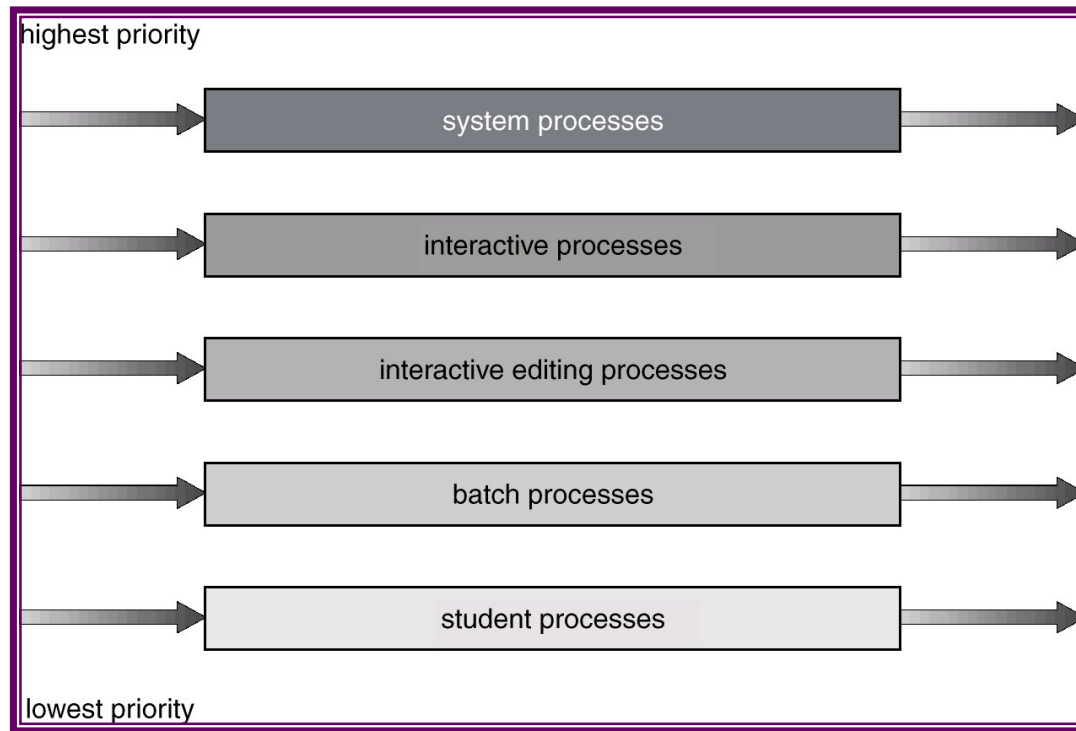 highest priority
system processes
interactive processes
interactive editing processes
batch processes
student processes
lowest priority